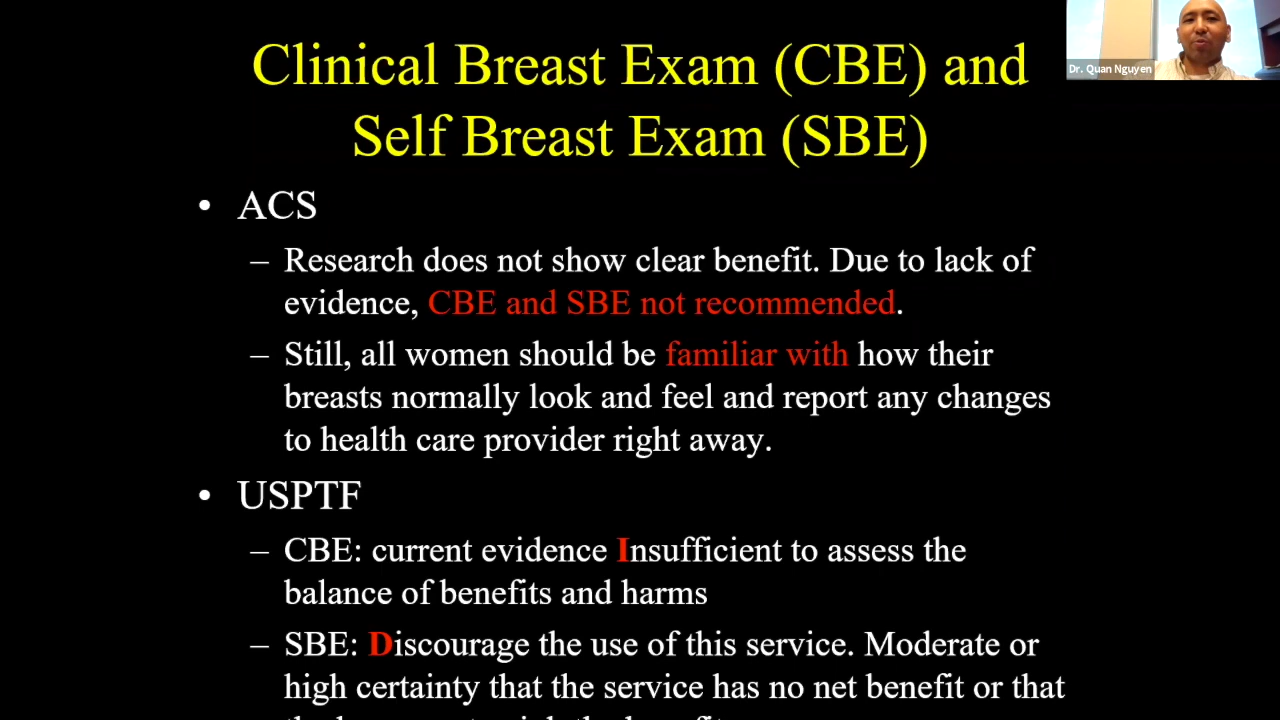 Clinical Breast Exam (CBE) and
Self Breast Exam (SBE)
Dr. Quan Nguyen
• ACS
– Research does not show clear benefit. Due to lack of
evidence, CBE and SBE not recommended.
– Still, all women should be familiar with how their
breasts normally look and feel and report any changes
to health care provider right away.
• USPTF
– CBE: current evidence Insufficient to assess the
balance of benefits and harms
– SBE: Discourage the use of this service. Moderate or
high certainty that the service has no net benefit or that